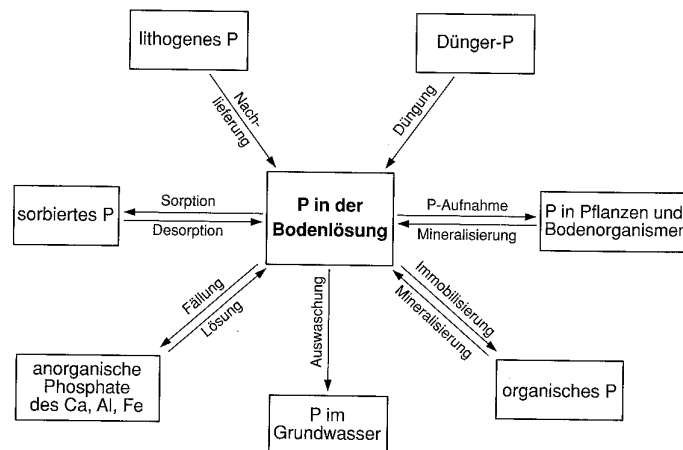 lithogenes P
Dünger-P
Nach-
lieferung
Düngung
sorbiertes P
Sorption
Desorption
P in der
Bodenlösung
P-Aufnahme
Mineralisierung
P in Pflanzen und
Bodenorganismen
Fällung
Lösung
Auswaschung
Immobilisierung
Mineralisierung
anorganische
Phosphate
des Ca, Al, Fe
P im
Grundwasser
organisches P